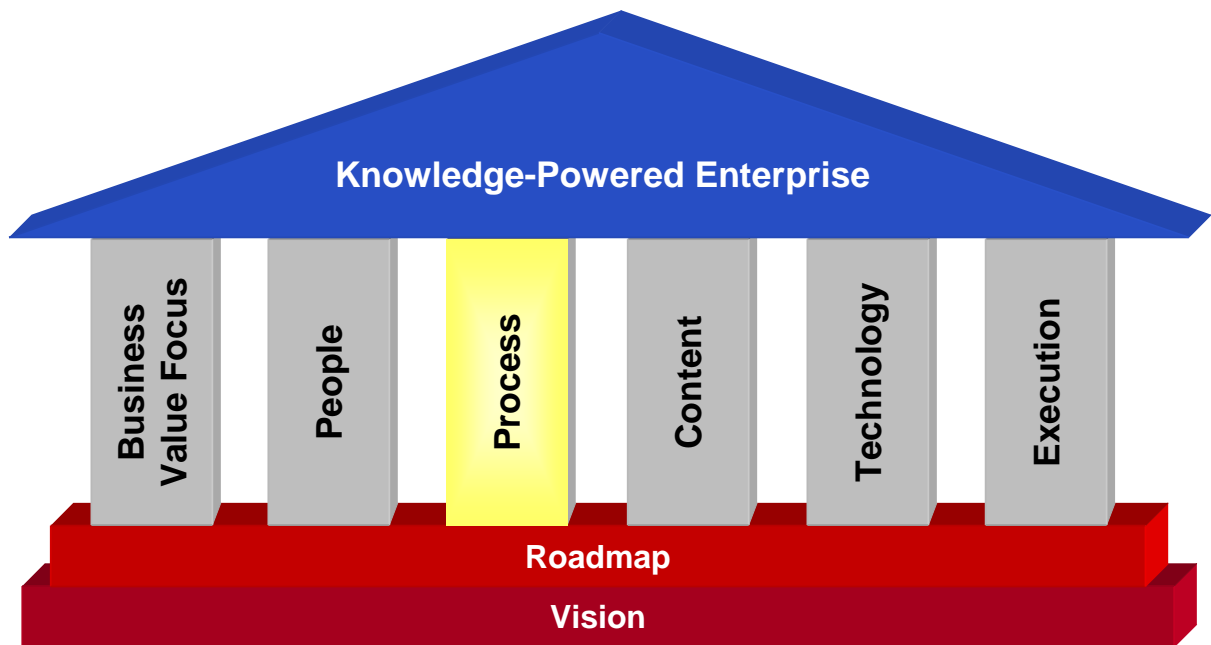 Knowledge-Powered Enterprise
Business
Value Focus
People
Process
Content
Technology
Execution
Roadmap
Vision